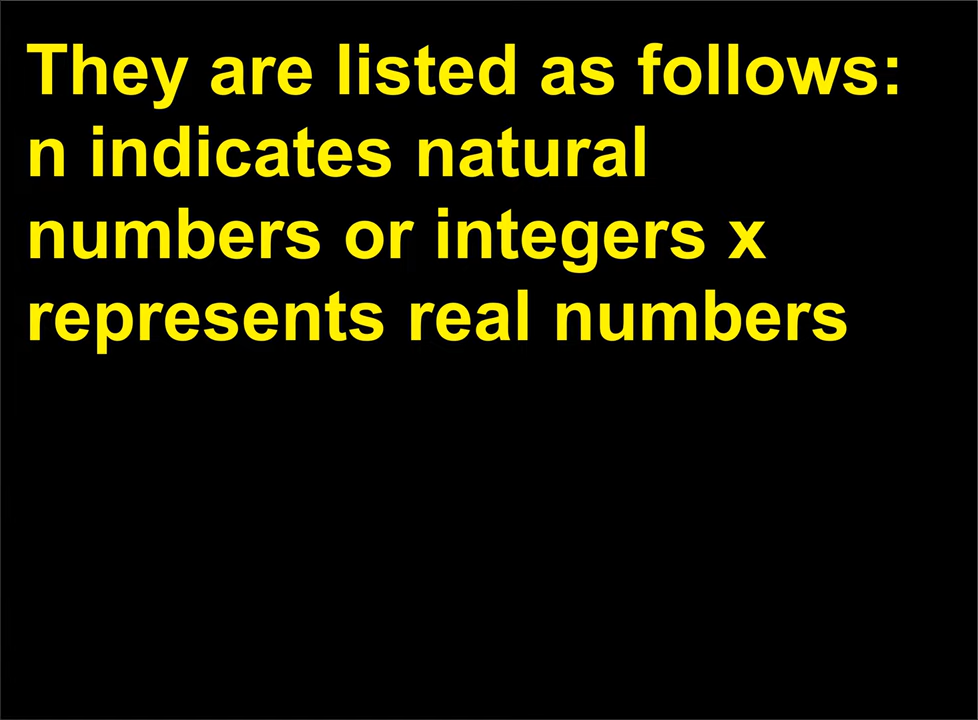 They are listed as follows:
n indicates natural
numbers or integers x
represents real numbers